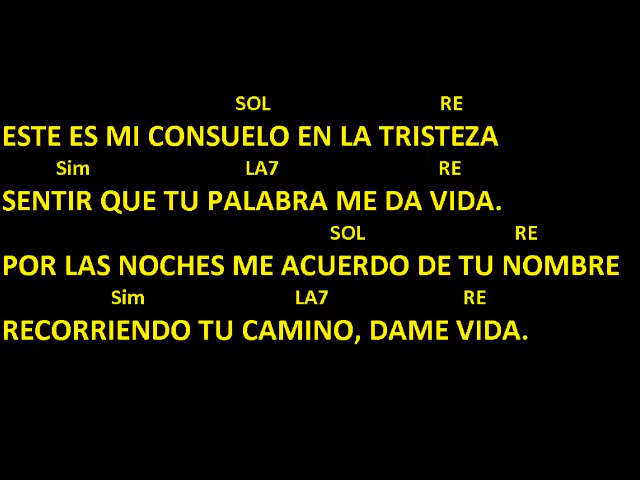 SOL RE
ESTE ES MI CONSUELO EN LA TRISTEZA
Sim LA7 RE
SENTIR QUE TU PALABRA ME DA VIDA.
SOL RE
POR LAS NOCHES ME ACUERDO DE TU NOMBRE
Sim LA7 RE
RECORRIENDO TU CAMINO, DAME VIDA.